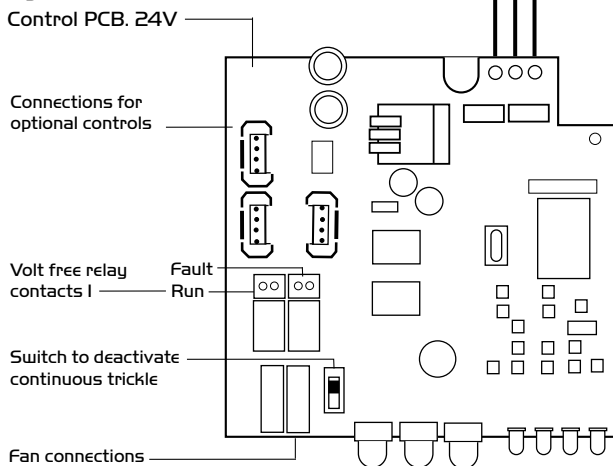 Control PCB. 24V
Connections for
optional controls
Volt free relay
contacts I
Fault
Run
Switch to deactivate
continuous trickle
Fan connections